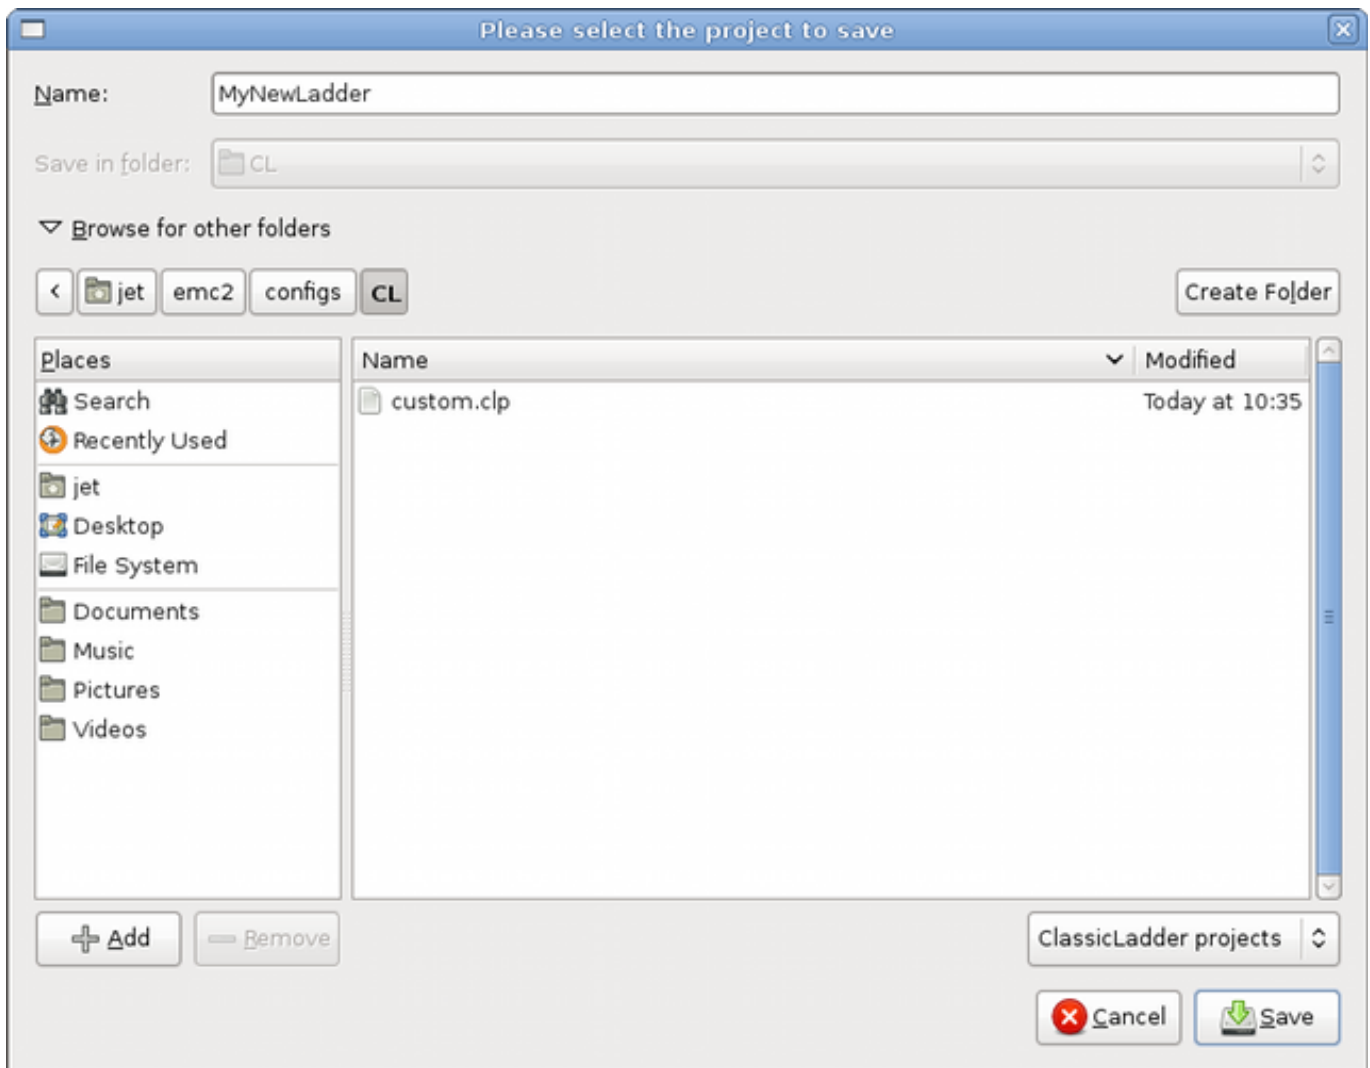 Please select the project to save
Name: MyNewLadder
Save in folder: CL
Browse for other folders
< jet emc2 configs CL Create Folder
Places Name Modified
Search custom.clp Today at 10:35
Recently Used
jet
Desktop
File System
Documents
Music
Pictures
Videos
Add Remove ClassicLadder projects
Cancel Save